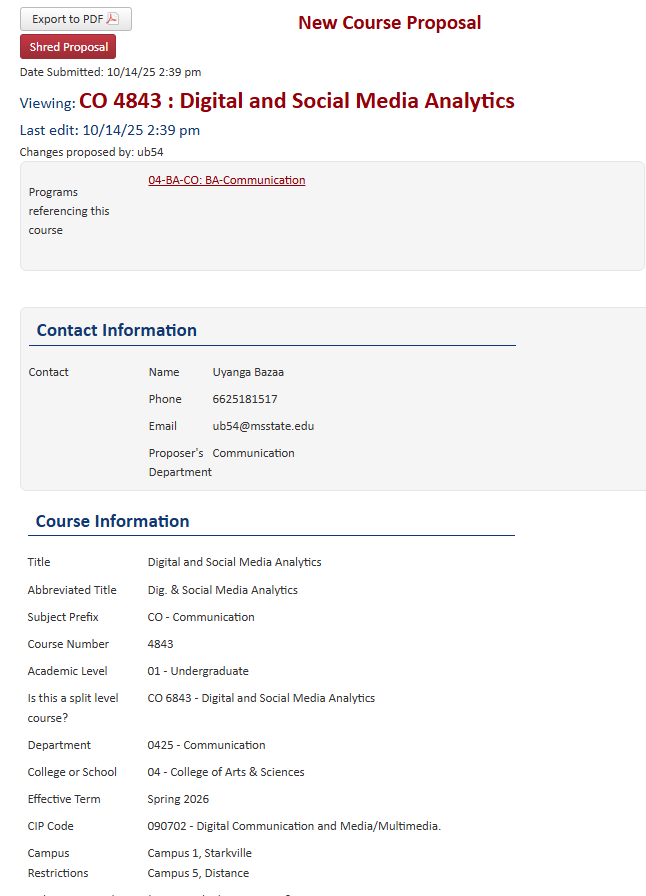 Export to PDF
New Course Proposal
Shred Proposal
Date Submitted: 10/14/25 2:39 pm
Viewing: CO 4843 : Digital and Social Media Analytics
Last edit: 10/14/25 2:39 pm
Changes proposed by: ub54
Programs
referencing this
course
04-BA-CO: BA-Communication
Contact Information
Contact
Name Uyanga Bazaa
Phone 6625181517
Email ub54@msstate.edu
Proposer's Communication
Department
Course Information
Title Digital and Social Media Analytics
Abbreviated Title Dig. & Social Media Analytics
Subject Prefix CO - Communication
Course Number 4843
Academic Level 01 - Undergraduate
Is this a split level CO 6843 - Digital and Social Media Analytics
course?
Department 0425 - Communication
College or School 04 - College of Arts & Sciences
Effective Term Spring 2026
CIP Code 090702 - Digital Communication and Media/Multimedia.
Campus Campus 1, Starkville
Restrictions Campus 5, Distance